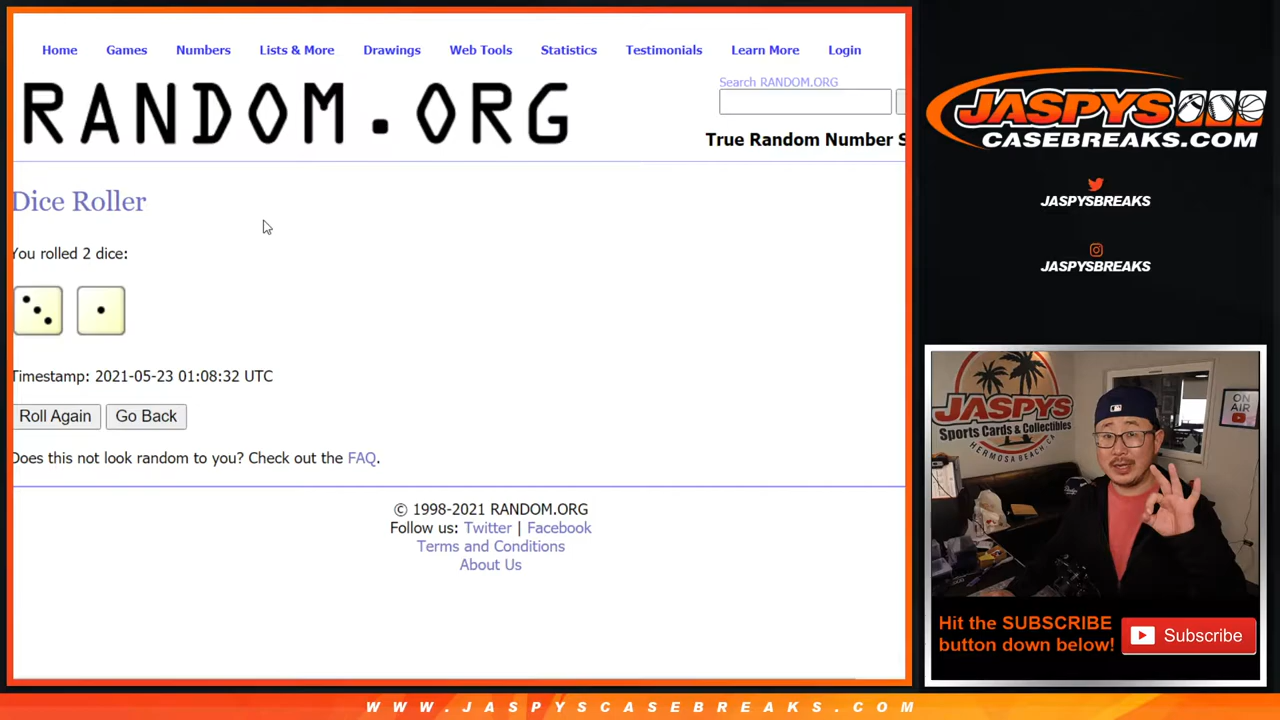 Home Games Numbers Lists & More Drawings Web Tools Statistics Testimonials Learn More Login
RANDOM.ORG
Search RANDOM.ORG
True Random Number S
Dice Roller
You rolled 2 dice:
Timestamp: 2021-05-23 01:08:32 UTC
Roll Again Go Back
Does this not look random to you? Check out the FAQ.
© 1998-2021 RANDOM.ORG
Follow us: Twitter | Facebook
Terms and Conditions
About Us
JASPYS
CASEBREAKS.COM
JASPYSBREAKS
JASPYSBREAKS
JASPYS
Sports Cards & Collectibles
HERMOSA BEACH CA
ON
AIR
Hit the SUBSCRIBE
button down below!
Subscribe
WWW.JASPYSCASEBREAKS.COM